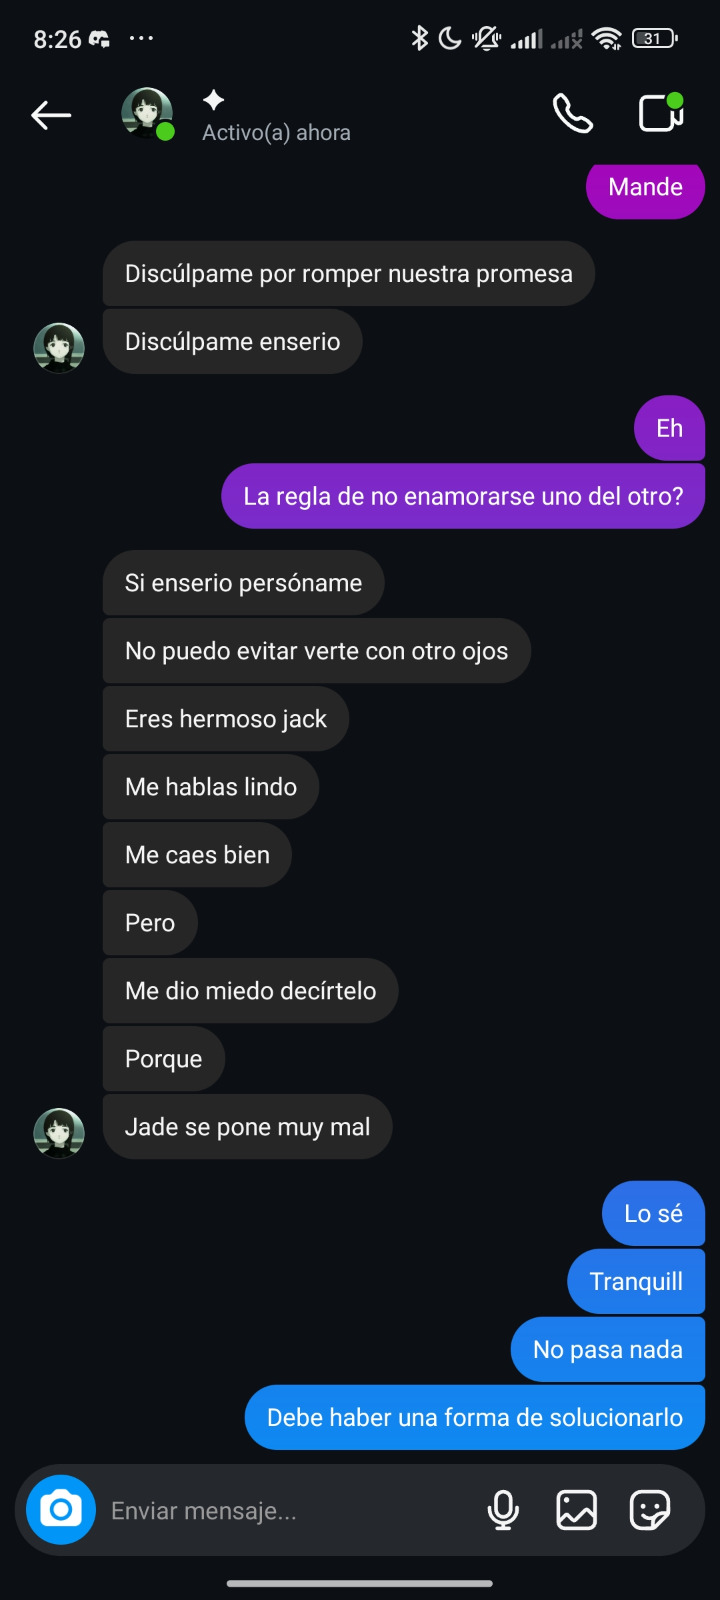 8:26
31
Activo(a) ahora
Mande
Discúlpame por romper nuestra promesa
Discúlpame enserio
Eh
La regla de no enamorarse uno del otro?
Si enserio persóname
No puedo evitar verte con otro ojos
Eres hermoso jack
Me hablas lindo
Me caes bien
Pero
Me dio miedo decírtelo
Porque
Jade se pone muy mal
Lo sé
Tranquill
No pasa nada
Debe haber una forma de solucionarlo
Enviar mensaje...